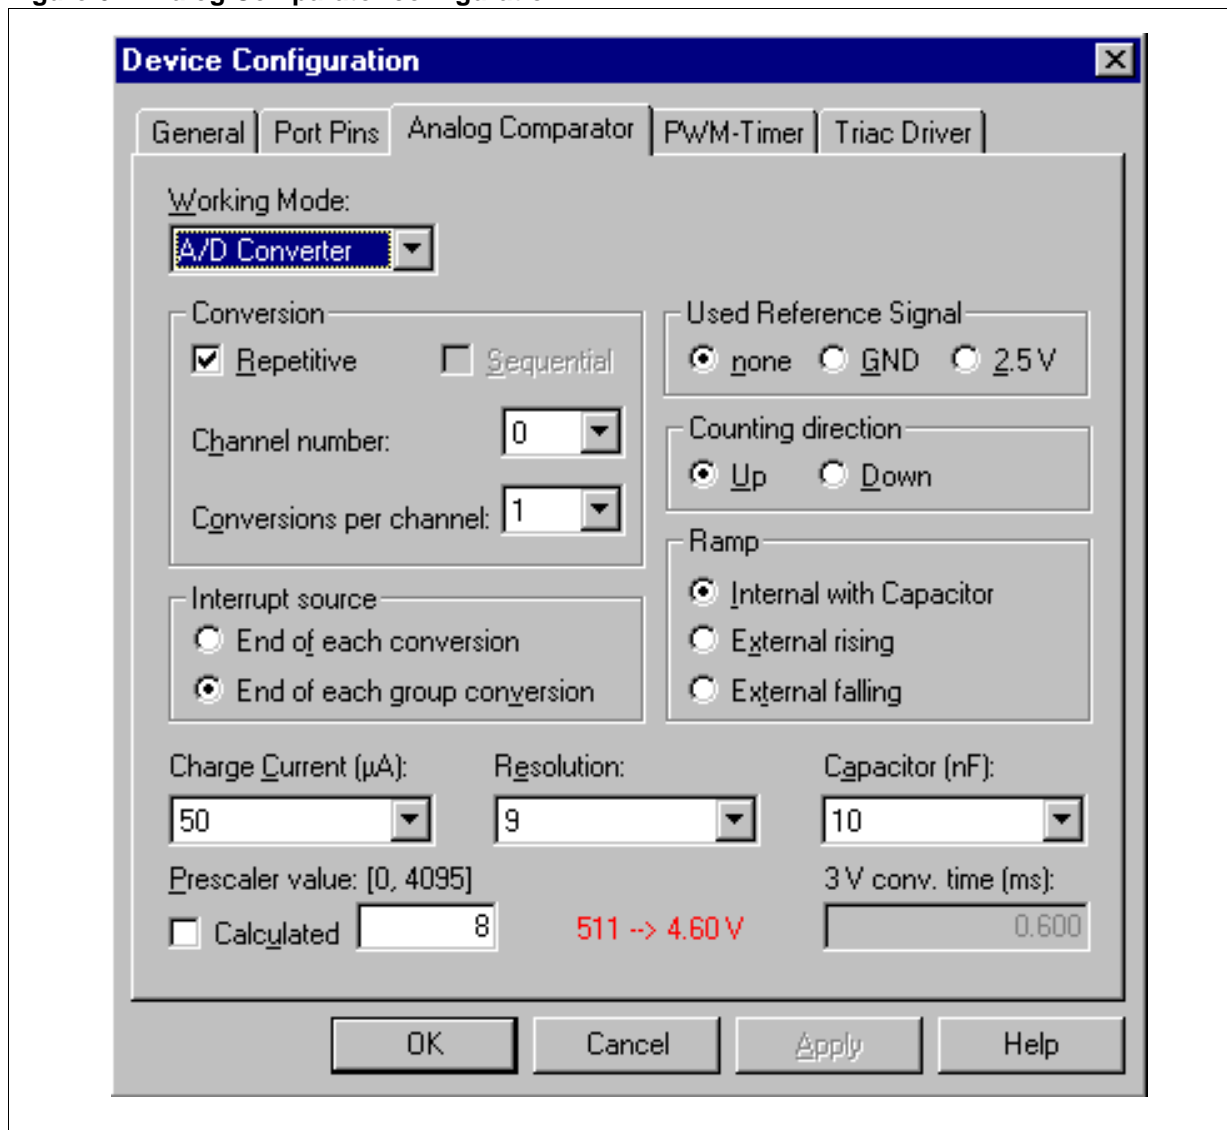 Device Configuration
General Port Pins Analog Comparator PWM-Timer Triac Driver
Working Mode:
A/D Converter
Conversion
Repetitive Sequential
Channel number: 0
Conversions per channel: 1
Used Reference Signal
none GND 2.5 V
Counting direction
Up Down
Ramp
Internal with Capacitor
External rising
External falling
Interrupt source
End of each conversion
End of each group conversion
Charge Current (µA): Resolution: Capacitor (nF):
50 9 10
Prescaler value: [0, 4095] 3 V conv. time (ms):
Calculated 8 511 --> 4.60 V 0.600
OK Cancel Apply Help